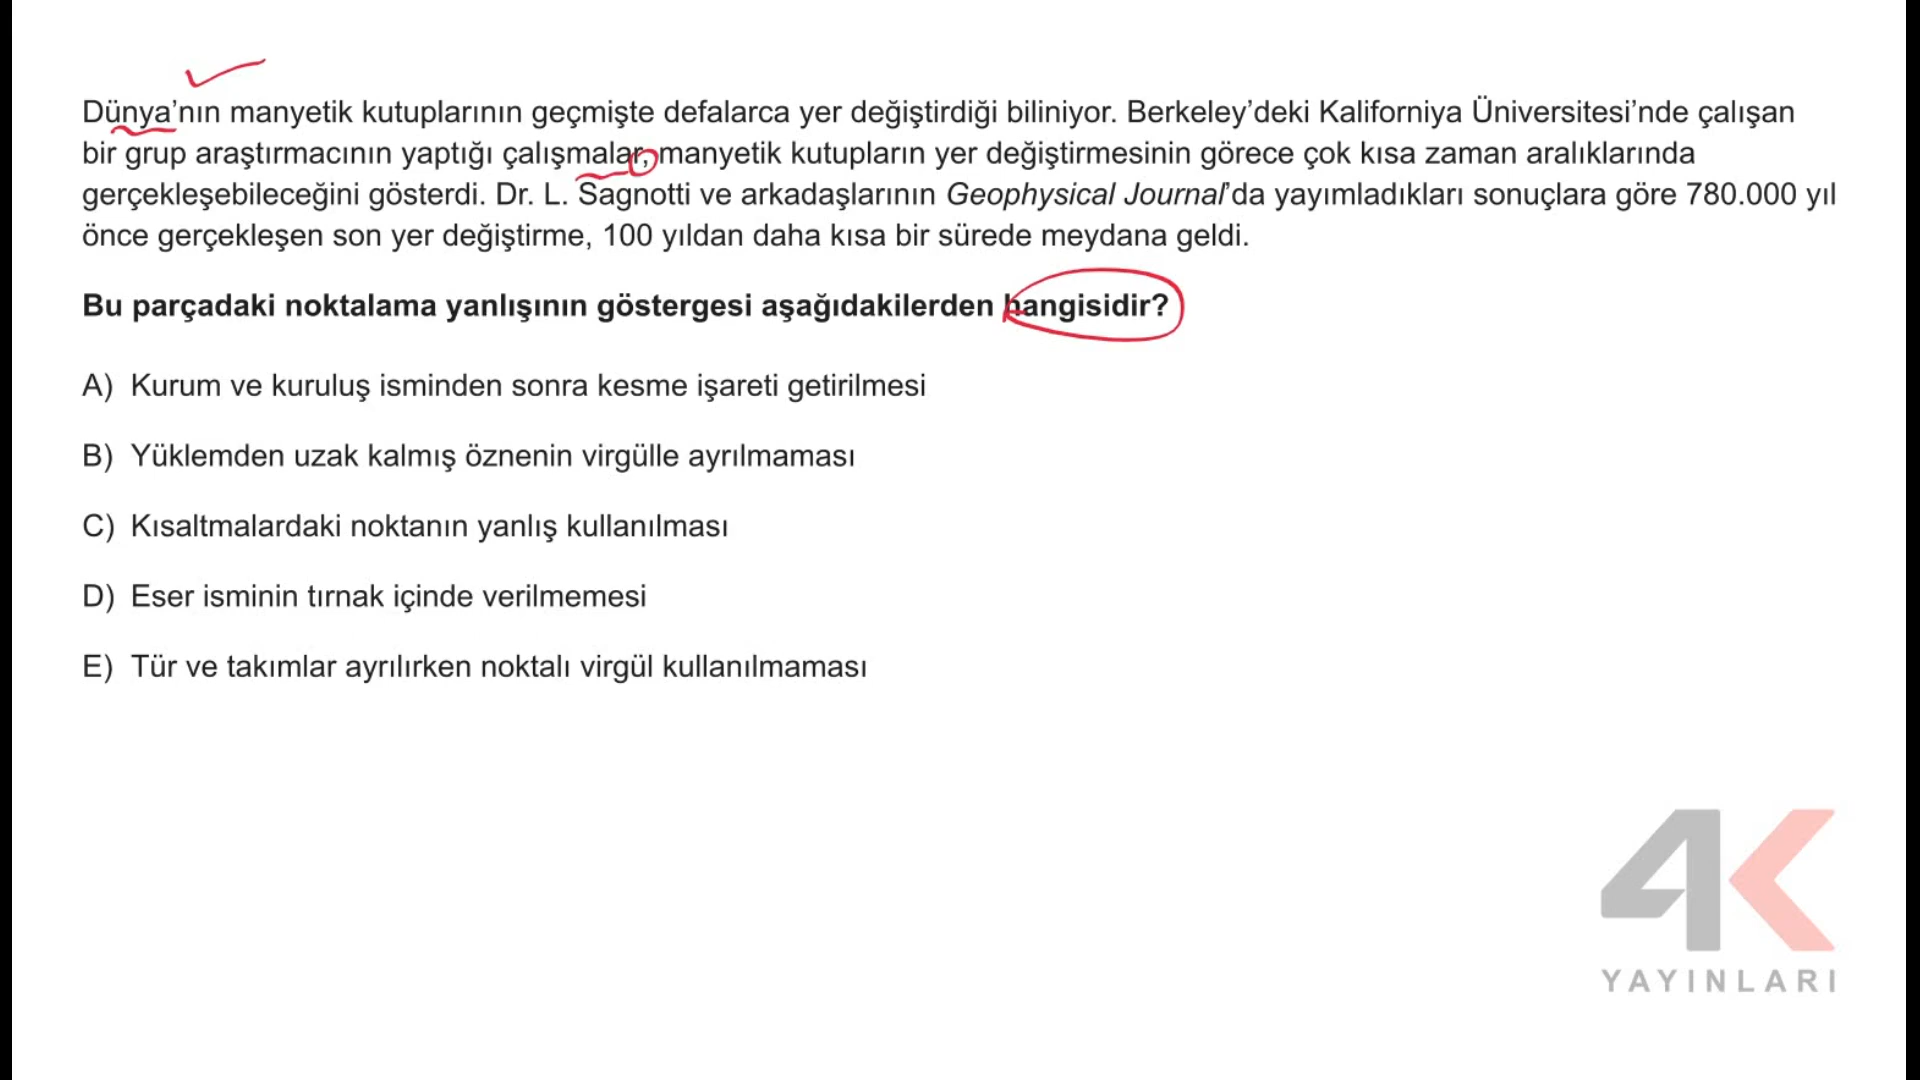 Dünya’nın manyetik kutuplarının geçmişte defalarca yer değiştirdiği biliniyor. Berkeley’deki Kaliforniya Üniversitesi’nde çalışan
bir grup araştırmacının yaptığı çalışmalar, manyetik kutupların yer değiştirmesinin görece çok kısa zaman aralıklarında
gerçekleşebileceğini gösterdi. Dr. L. Sagnotti ve arkadaşlarının Geophysical Journal’da yayımladıkları sonuçlara göre 780.000 yıl
önce gerçekleşen son yer değiştirme, 100 yıldan daha kısa bir sürede meydana geldi.
Bu parçadaki noktalama yanlışının göstergesi aşağıdakilerden hangisidir?
A) Kurum ve kuruluş isminden sonra kesme işareti getirilmesi
B) Yüklemden uzak kalmış öznenin virgülle ayrılmaması
C) Kısaltmalardaki noktanın yanlış kullanılması
D) Eser isminin tırnak içinde verilmemesi
E) Tür ve takımlar ayrılırken noktalı virgül kullanılmaması
4K
YAYINLARI